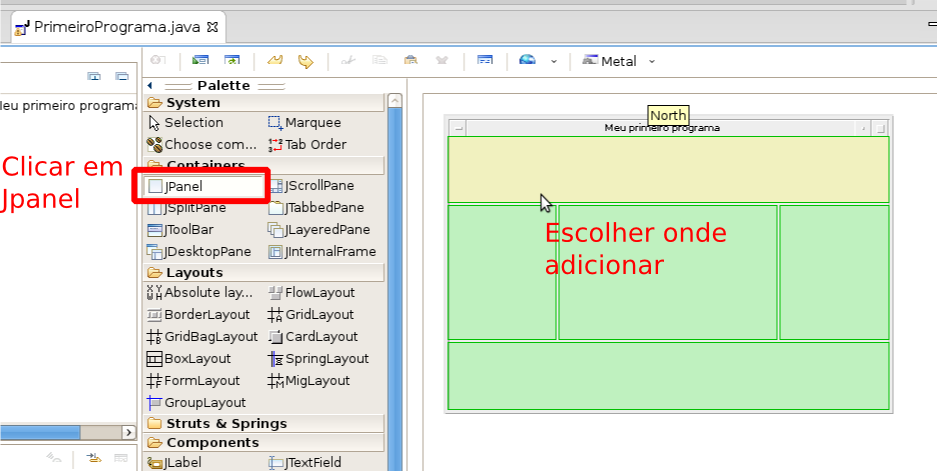 PrimeiroPrograma.java
Metal
Palette
System
Selection Marquee
Choose com... Tab Order
Containers
JPanel JScrollPane
JSplitPane JTabbedPane
JToolBar JLayeredPane
JDesktopPane JInternalFrame
Layouts
Absolute lay... FlowLayout
BorderLayout GridLayout
GridBagLayout CardLayout
BoxLayout SpringLayout
FormLayout MigLayout
GroupLayout
Struts & Springs
Components
JLabel JTextField
leu primeiro programa
Clicar em
Jpanel
North
Meu primeiro programa
Escolher onde
adicionar